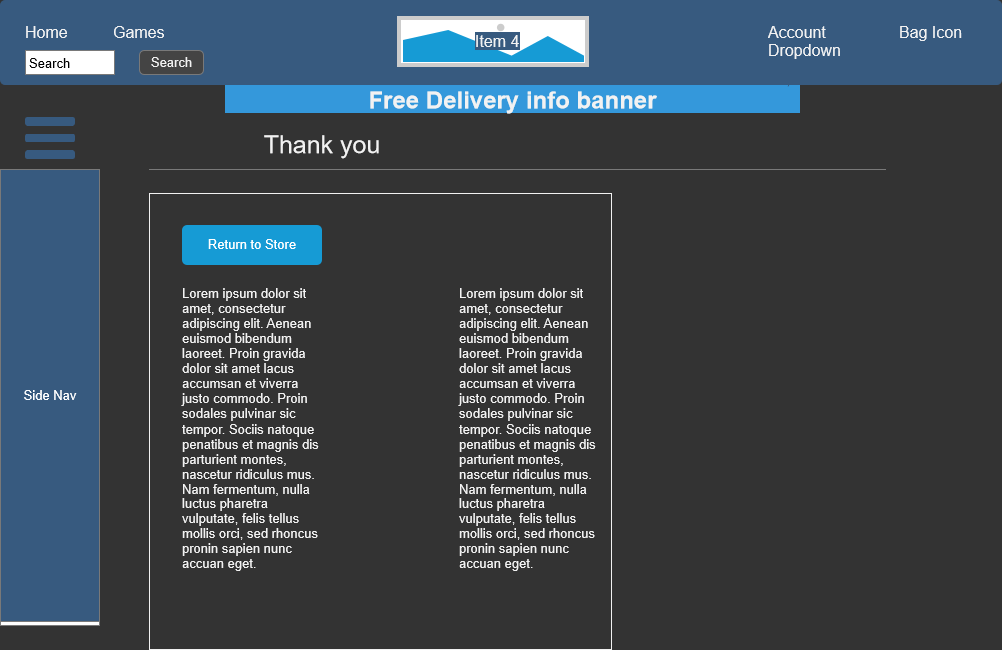 Home
Games
Item 4
Account
Dropdown
Bag Icon
Search
Search
Free Delivery info banner
Thank you
Return to Store
Side Nav
Lorem ipsum dolor sit
amet, consectetur
adipiscing elit. Aenean
euismod bibendum
laoreet. Proin gravida
dolor sit amet lacus
accumsan et viverra
justo commodo. Proin
sodales pulvinar sic
tempor. Sociis natoque
penatibus et magnis dis
parturient montes,
nascetur ridiculus mus.
Nam fermentum, nulla
luctus pharetra
vulputate, felis tellus
mollis orci, sed rhoncus
pronin sapien nunc
accuan eget.
Lorem ipsum dolor sit
amet, consectetur
adipiscing elit. Aenean
euismod bibendum
laoreet. Proin gravida
dolor sit amet lacus
accumsan et viverra
justo commodo. Proin
sodales pulvinar sic
tempor. Sociis natoque
penatibus et magnis dis
parturient montes,
nascetur ridiculus mus.
Nam fermentum, nulla
luctus pharetra
vulputate, felis tellus
mollis orci, sed rhoncus
pronin sapien nunc
accuan eget.